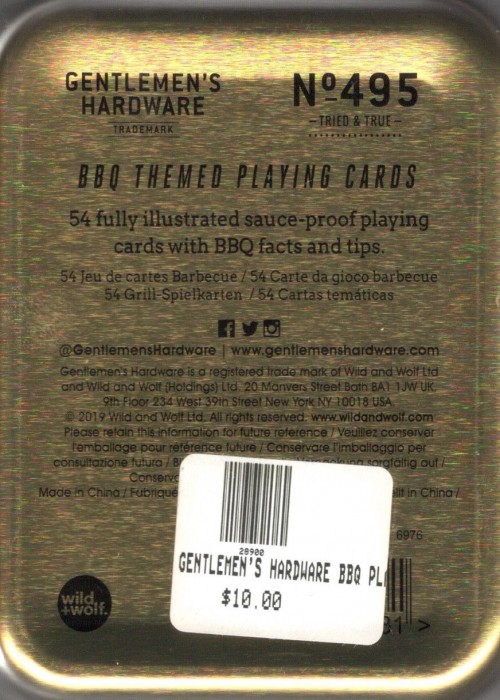 GENTLEMEN'S
HARDWARE
TRADEMARK
Nº495
– TRIED & TRUE –
BBQ THEMED PLAYING CARDS
54 fully illustrated sauce-proof playing
cards with BBQ facts and tips.
54 Jeu de cartes Barbecue / 54 Carte da gioco barbecue
54 Grill-Spielkarten / 54 Cartas temáticas
@GentlemensHardware | www.gentlemenshardware.com
Gentlemen's Hardware is a registered trade mark of Wild and Wolf Ltd
and Wild and Wolf (Holdings) Ltd. 20 Manvers Street Bath BA1 1JW UK.
9th Floor 234 West 39th Street New York NY 10018 USA
© 2019 Wild and Wolf Ltd. All rights reserved. www.wildandwolf.com
Please retain this information for future reference / Veuillez conserver
l'emballage pour référence future / Conservare l'imballaggio per
consultazione futura / sorgfältig auf /
Made in China / in China /
6976
28900
GENTLEMEN'S HARDWARE BBQ PL
$10.00
wild
+wolf.
81 >